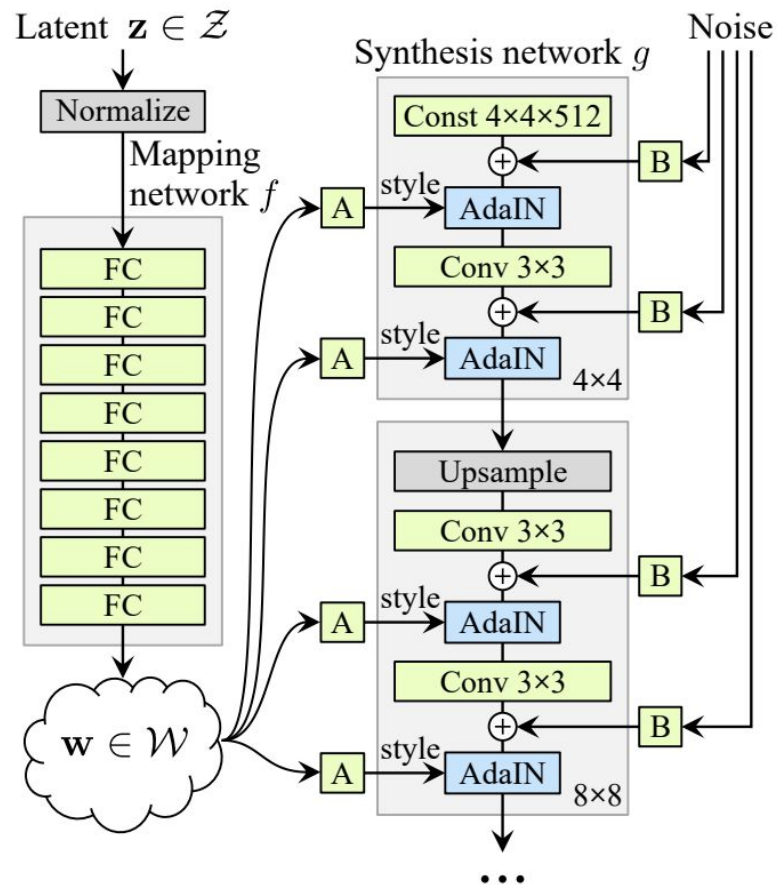 Latent z ∈ 𝒵
Normalize
Mapping
network f
FC
FC
FC
FC
FC
FC
FC
FC
w ∈ 𝒲
Synthesis network g
Noise
Const 4×4×512
+
B
A
style
AdaIN
Conv 3×3
+
B
A
style
AdaIN
4×4
Upsample
Conv 3×3
+
B
A
style
AdaIN
Conv 3×3
+
B
A
style
AdaIN
8×8
...